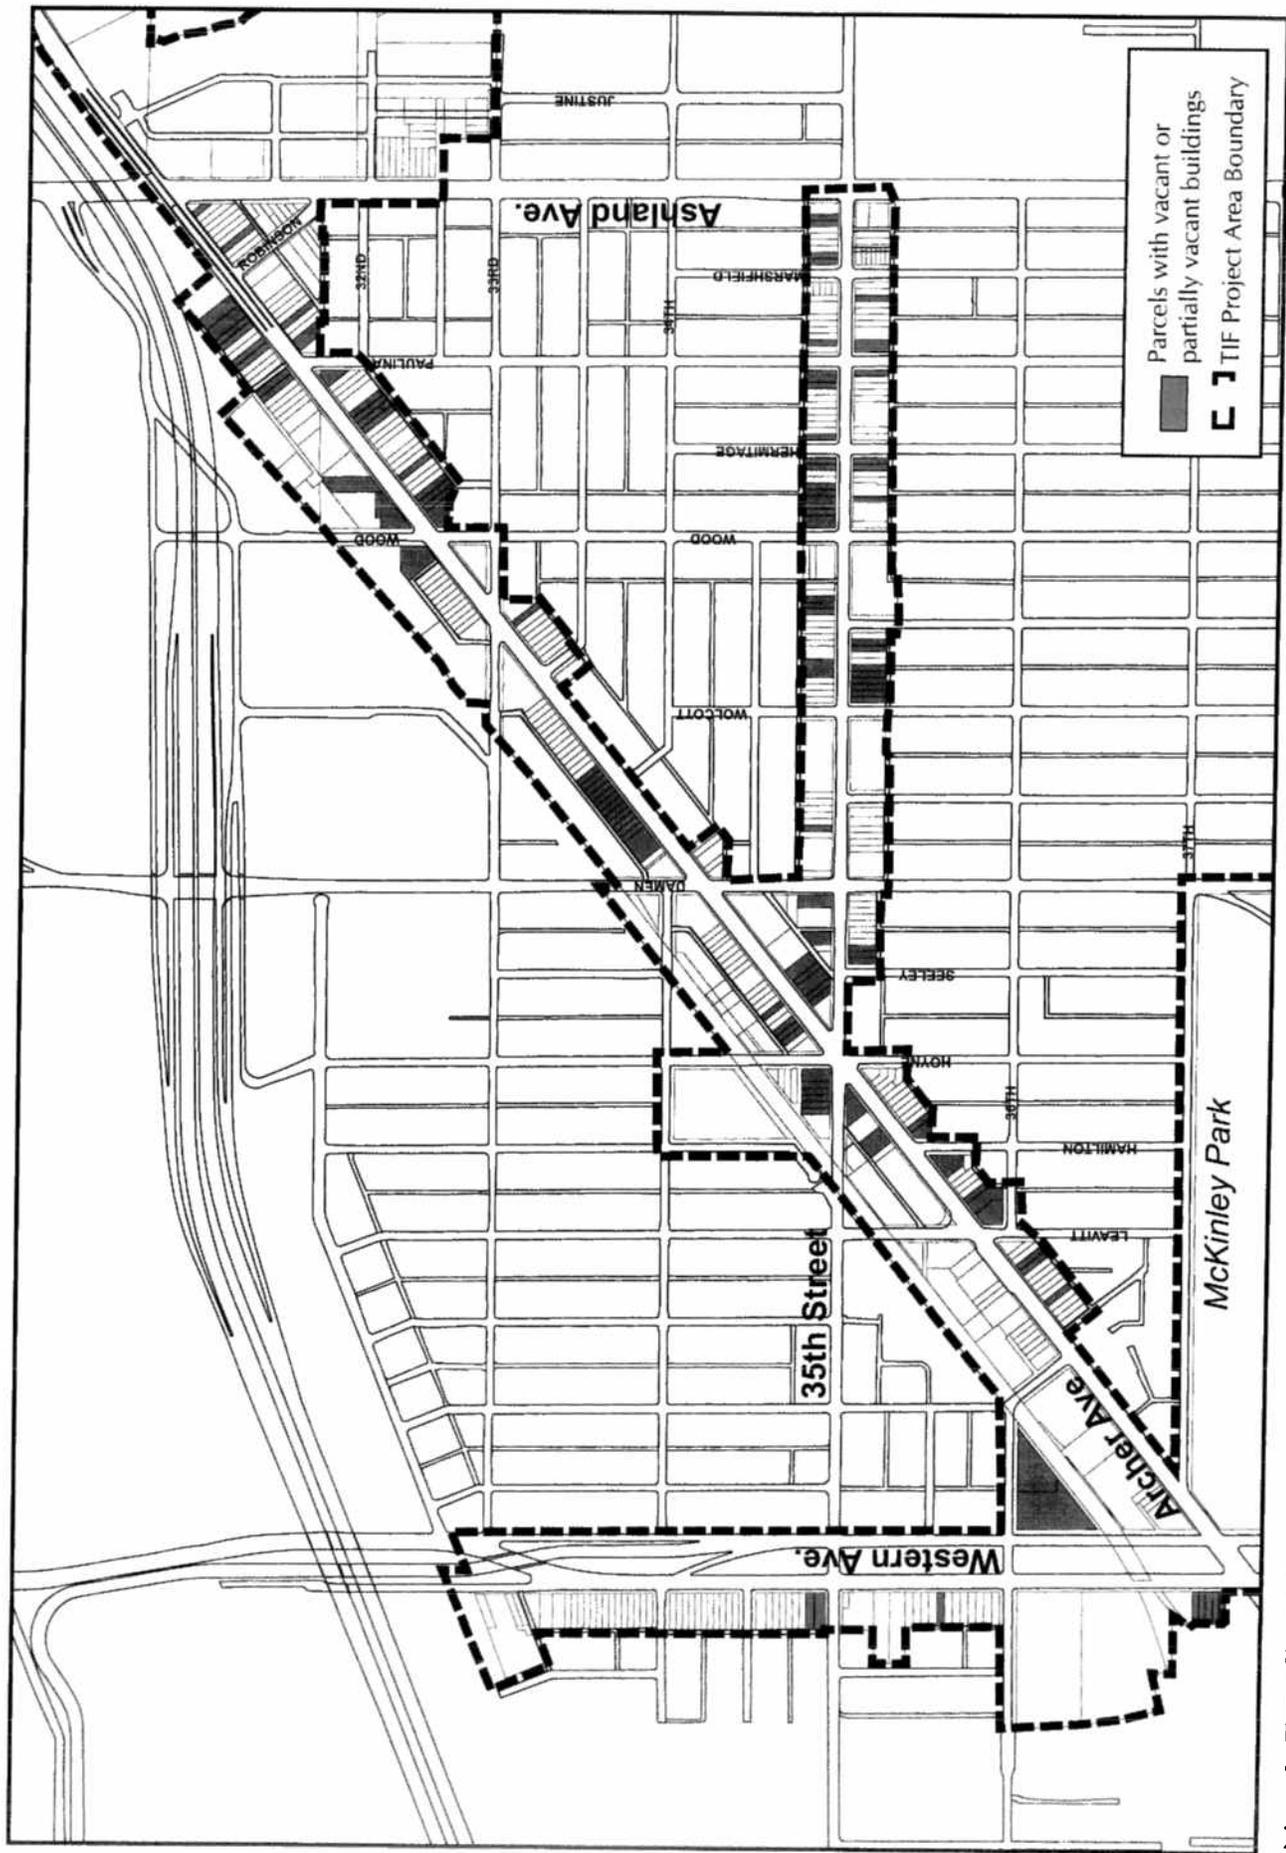 JUSTINE
Ashland Ave.
ROBINSON
32ND
33RD
34TH
MARSHFIELD
PAULINA
HERMITAGE
WOOD
WOOD
WOLCOTT
DAMEN
SEELEY
HOYNE
36TH
37TH
HAMILTON
LEAVITT
McKinley Park
35th Street
Archer Ave.
Western Ave.
Parcels with vacant or
partially vacant buildings
TIF Project Area Boundary